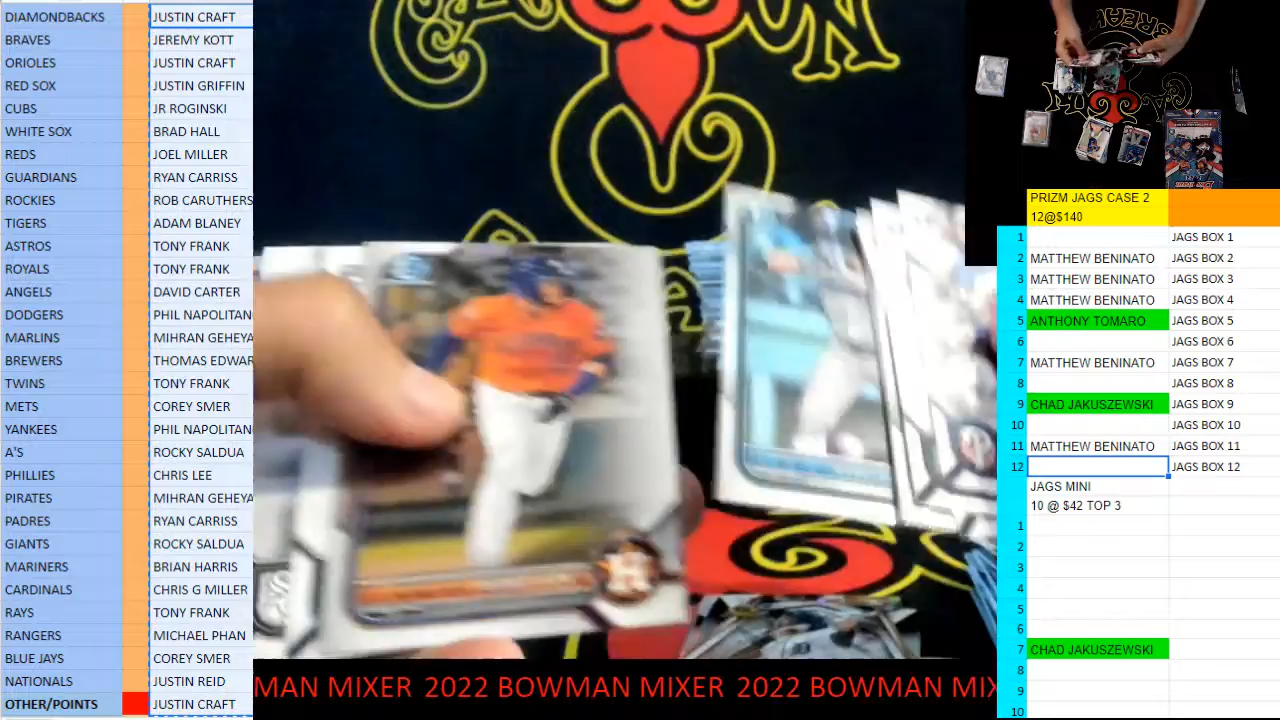 DIAMONDBACKS JUSTIN CRAFT
BRAVES JEREMY KOTT
ORIOLES JUSTIN CRAFT
RED SOX JUSTIN GRIFFIN
CUBS JR ROGINSKI
WHITE SOX BRAD HALL
REDS JOEL MILLER
GUARDIANS RYAN CARRISS
ROCKIES ROB CARUTHERS
TIGERS ADAM BLANEY
ASTROS TONY FRANK
ROYALS TONY FRANK
ANGELS DAVID CARTER
DODGERS PHIL NAPOLITAN
MARLINS MIHRAN GEHEYA
BREWERS THOMAS EDWAR
TWINS TONY FRANK
METS COREY SMER
YANKEES PHIL NAPOLITAN
A'S ROCKY SALDUA
PHILLIES CHRIS LEE
PIRATES MIHRAN GEHEYA
PADRES RYAN CARRISS
GIANTS ROCKY SALDUA
MARINERS BRIAN HARRIS
CARDINALS CHRIS G MILLER
RAYS TONY FRANK
RANGERS MICHAEL PHAN
BLUE JAYS COREY SMER
NATIONALS JUSTIN REID
OTHER/POINTS JUSTIN CRAFT
MAN MIXER 2022 BOWMAN MIXER 2022 BOWMAN MIX
BREAK
PRIZM JAGS CASE 2
12@$140
1 JAGS BOX 1
2 MATTHEW BENINATO JAGS BOX 2
3 MATTHEW BENINATO JAGS BOX 3
4 MATTHEW BENINATO JAGS BOX 4
5 ANTHONY TOMARO JAGS BOX 5
6 JAGS BOX 6
7 MATTHEW BENINATO JAGS BOX 7
8 JAGS BOX 8
9 CHAD JAKUSZEWSKI JAGS BOX 9
10 JAGS BOX 10
11 MATTHEW BENINATO JAGS BOX 11
12 JAGS BOX 12
JAGS MINI
10 @ $42 TOP 3
1
2
3
4
5
6
7 CHAD JAKUSZEWSKI
8
9
10